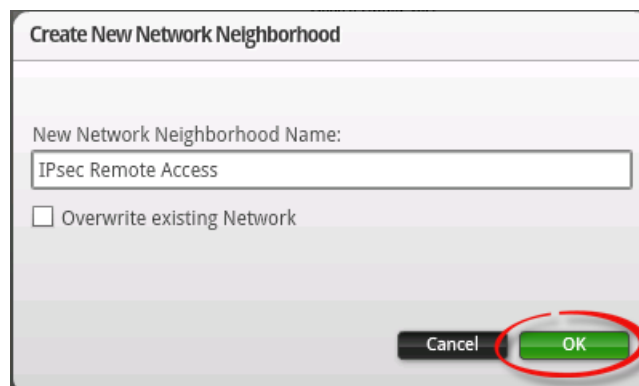 Create New Network Neighborhood
New Network Neighborhood Name:
IPsec Remote Access
Overwrite existing Network
Cancel
OK